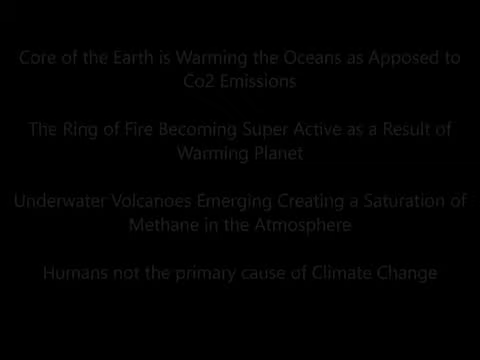 Core of the Earth is Warming the Oceans as Apposed to
Co2 Emissions
The Ring of Fire Becoming Super Active as a Result of
Warming Planet
Underwater Volcanoes Emerging Creating a Saturation of
Methane in the Atmosphere
Humans not the primary cause of Climate Change